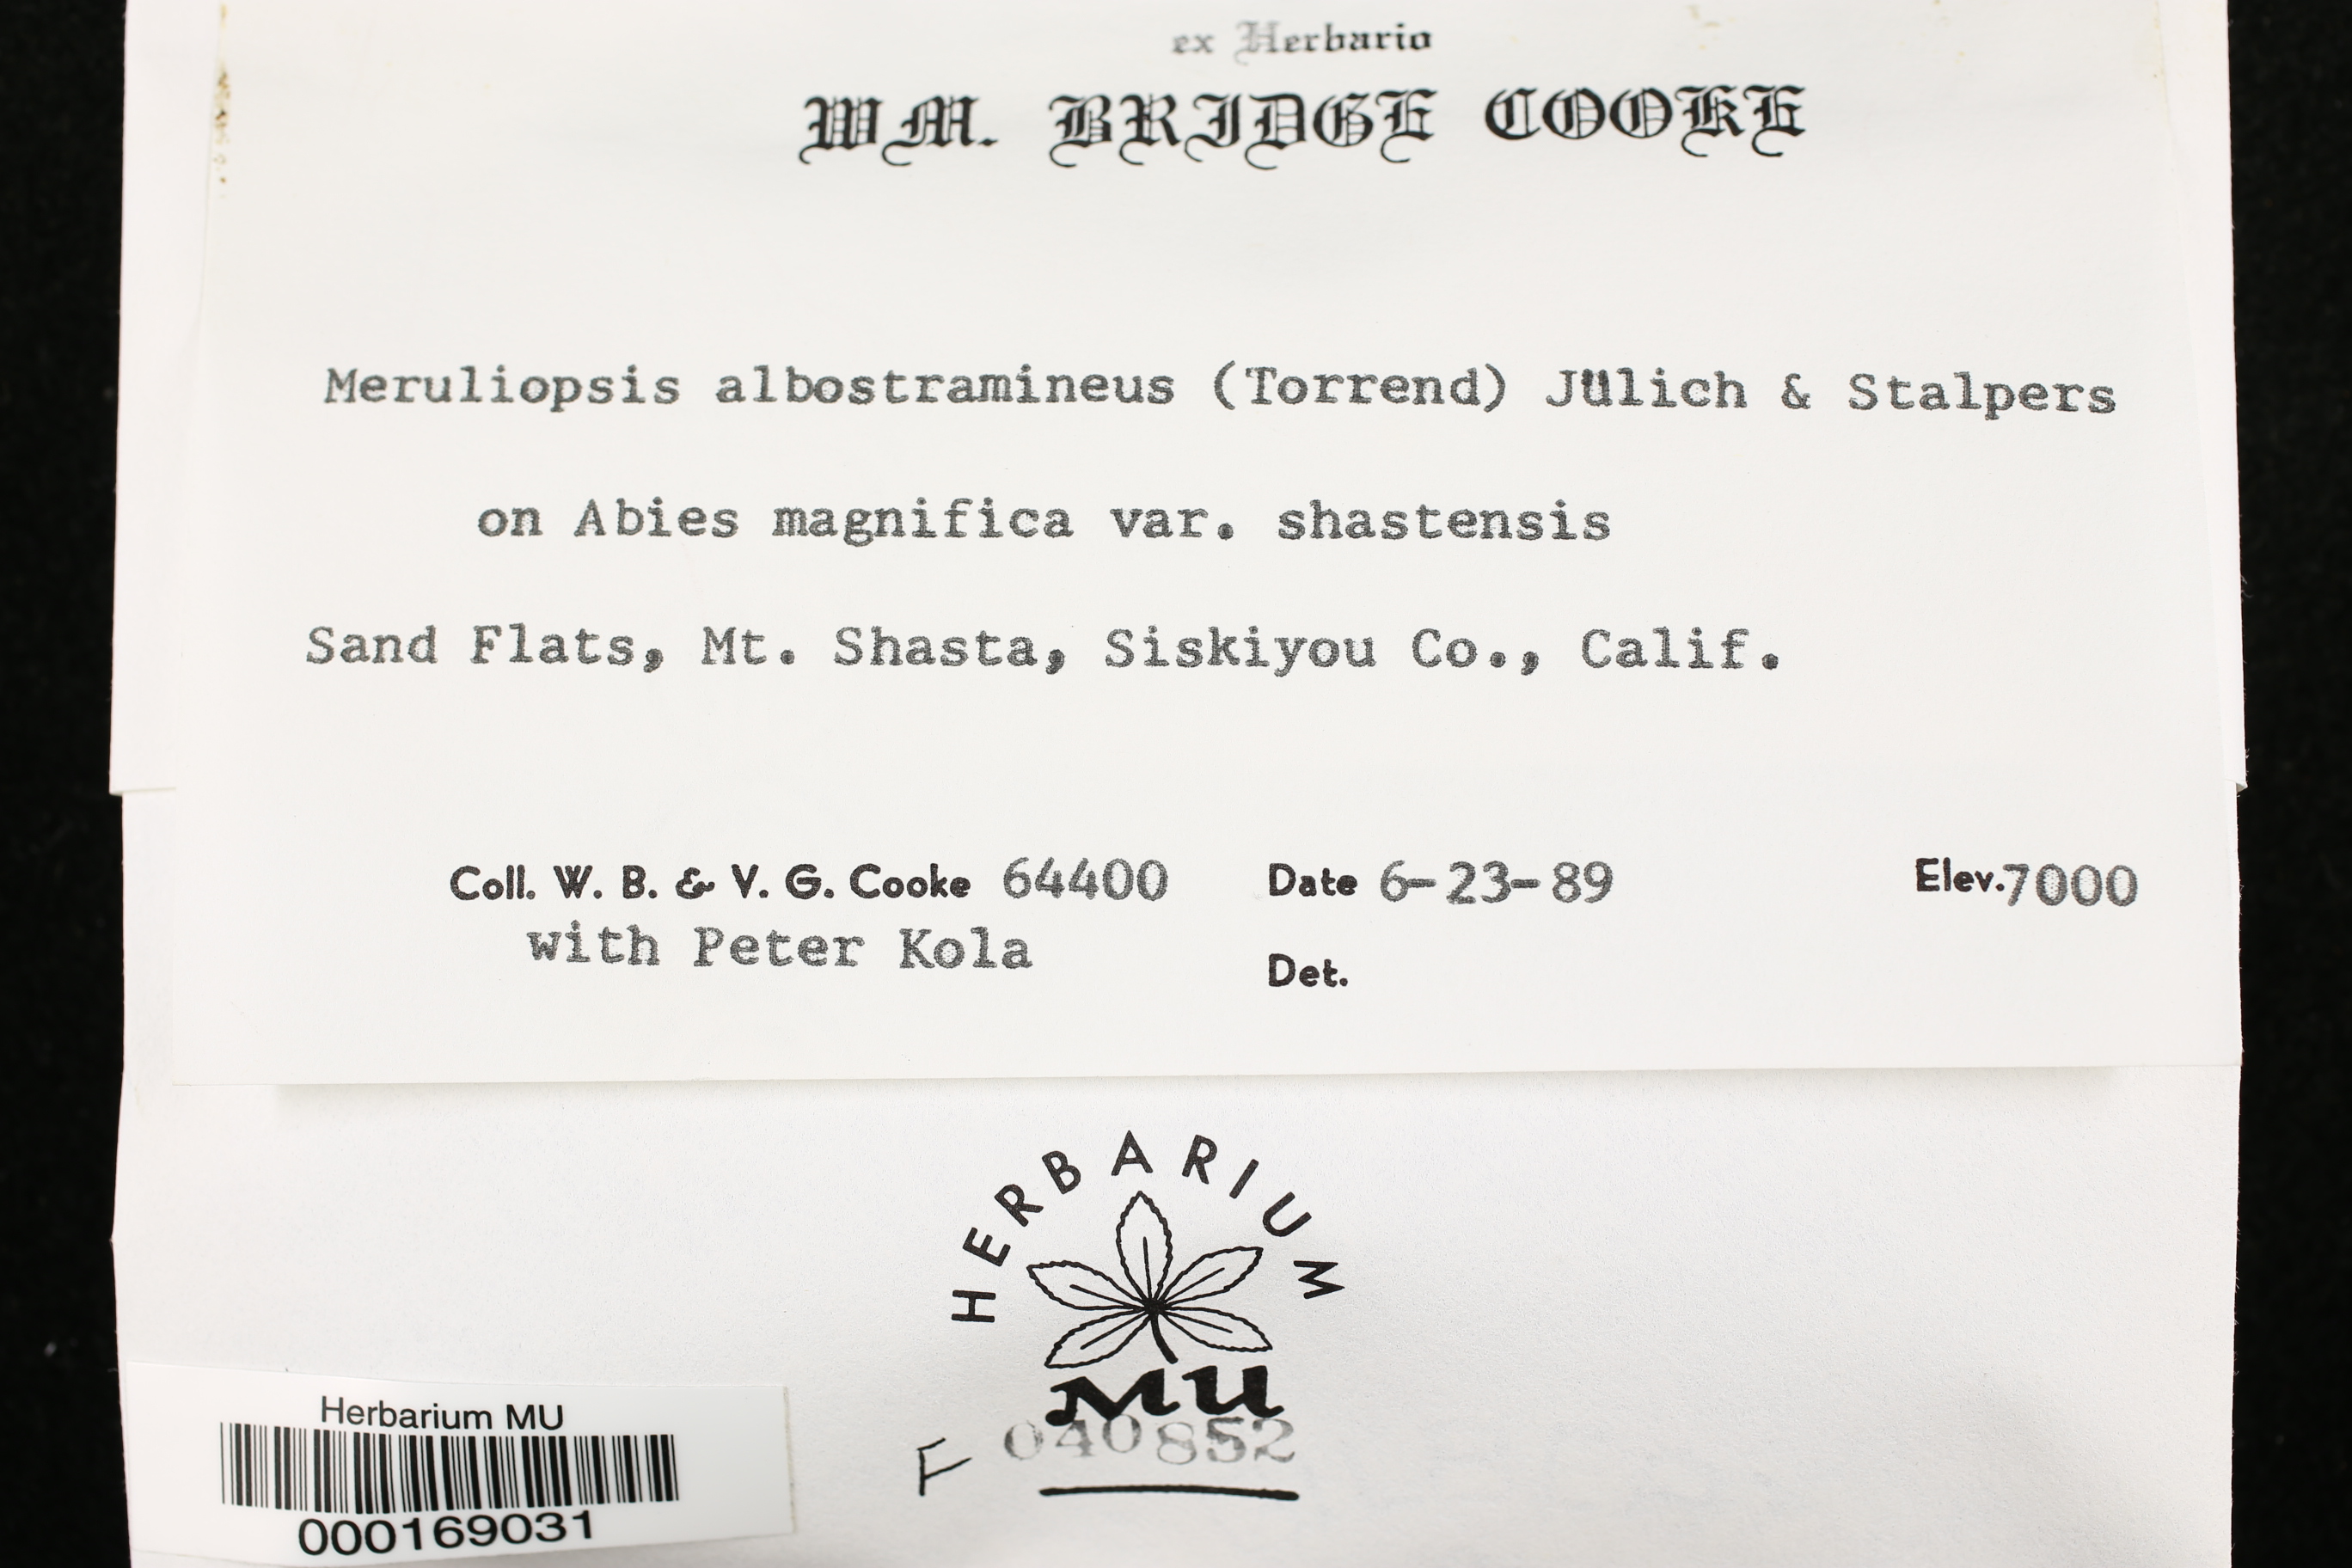 ex Herbario
WM. BRIDGE COOKE
Meruliopsis albostramineus (Torrend) Jülich & Stalpers
on Abies magnifica var. shastensis
Sand Flats, Mt. Shasta, Siskiyou Co., Calif.
Coll. W. B. & V. G. Cooke 64400 Date 6-23-89 Elev. 7000
with Peter Kola
Det.
HERBARIUM
MU
F 040852
Herbarium MU
000169031